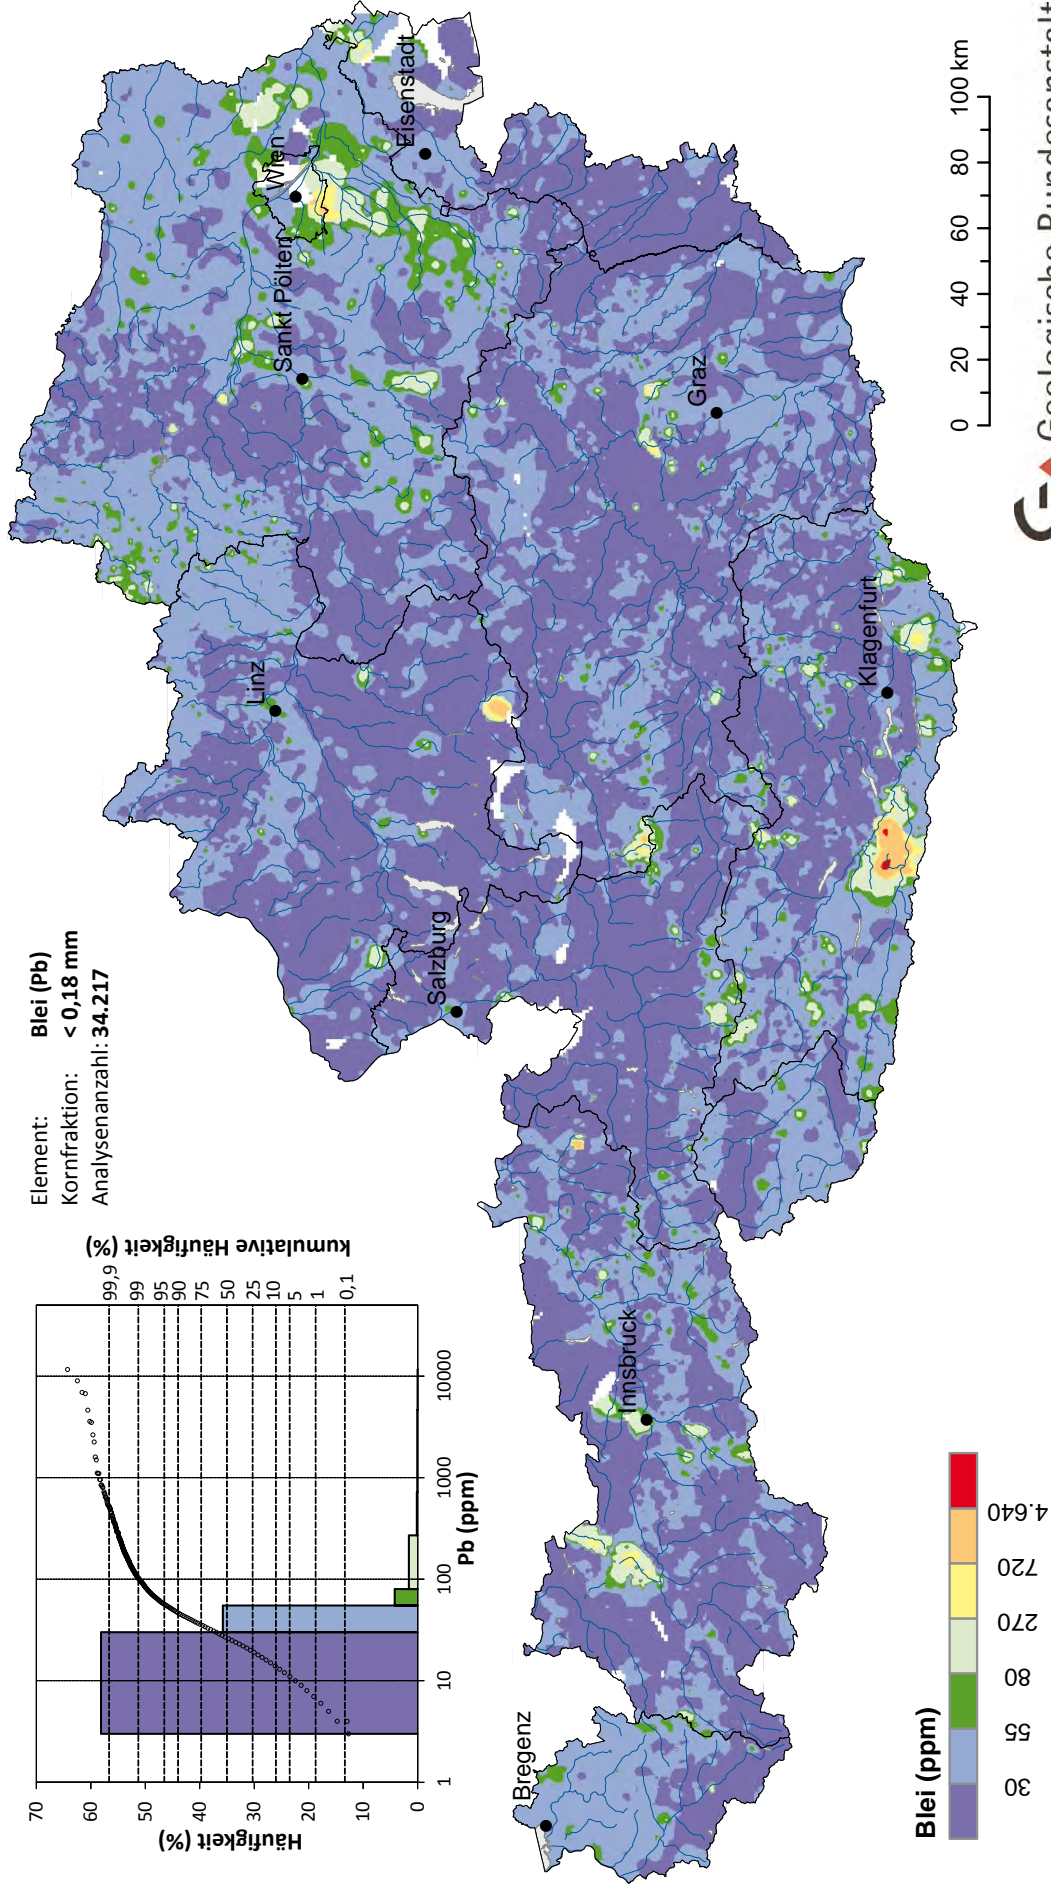 Element: Blei (Pb)
Kornfraktion: < 0,18 mm
Analysenanzahl: 34.217
Häufigkeit (%)
70
60
50
40
30
20
10
0
kumulative Häufigkeit (%)
99,9
99
95
90
75
50
25
10
5
1
0,1
1
10
100
1000
10000
Pb (ppm)
Bregenz
Innsbruck
Salzburg
Linz
Sankt Pölten
Wien
Eisenstadt
Graz
Klagenfurt
Blei (ppm)
30
55
80
270
720
4.640
0 20 40 60 80 100 km
Geologische Bundesanstalt